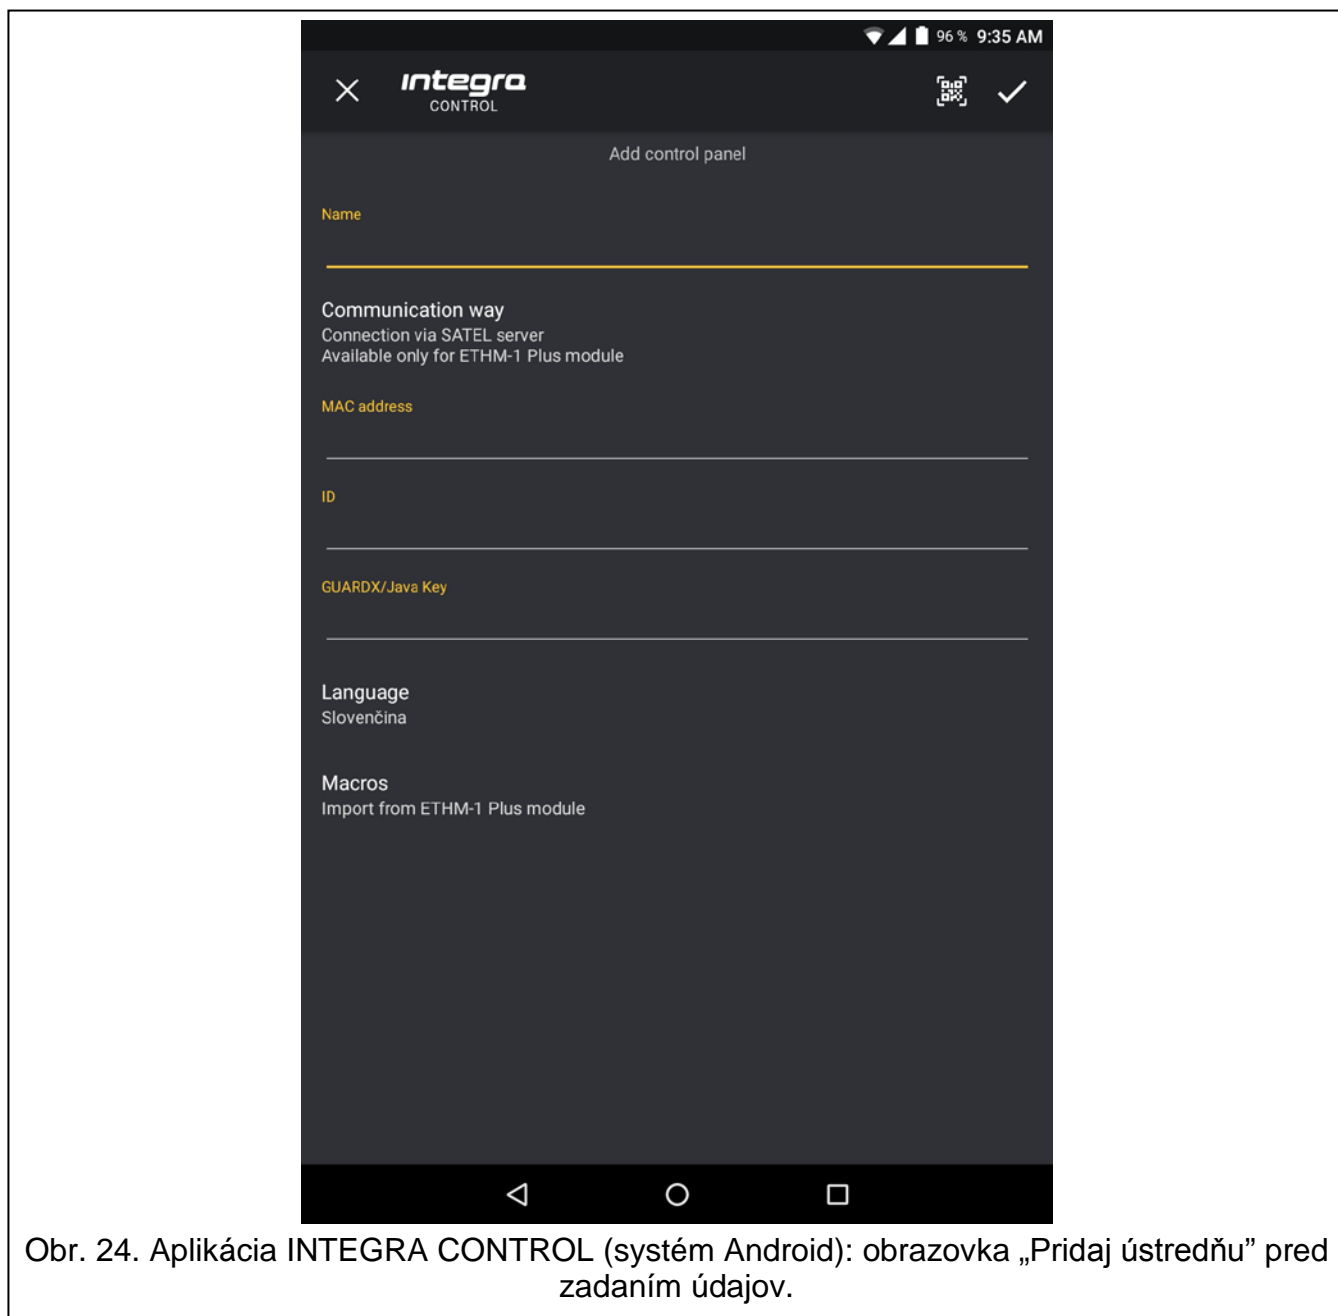 96 % 9:35 AM
Integra
CONTROL
Add control panel
Name
Communication way
Connection via SATEL server
Available only for ETHM-1 Plus module
MAC address
ID
GUARDX/Java Key
Language
Slovenčina
Macros
Import from ETHM-1 Plus module
Obr. 24. Aplikácia INTEGRA CONTROL (systém Android): obrazovka „Pridaj ústredňu” pred
zadaním údajov.